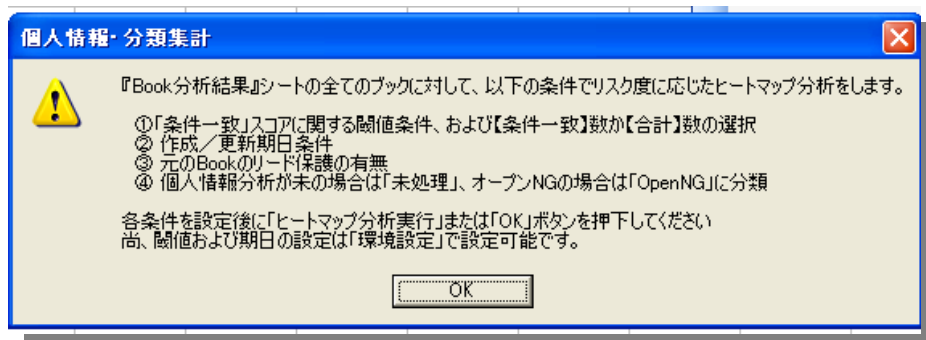 個人情報・分類集計
『Book分析結果』シートの全てのブックに対して、以下の条件でリスク度に応じたヒートマップ分析をします。
①「条件一致」スコアに関する閾値条件、および【条件一致】数か【合計】数の選択
② 作成／更新期日条件
③ 元のBookのリード保護の有無
④ 個人情報分析が未の場合は「未処理」、オープンNGの場合は「OpenNG」に分類
各条件を設定後に「ヒートマップ分析実行」または「OK」ボタンを押下してください
尚、閾値および期日の設定は「環境設定」で設定可能です。
OK